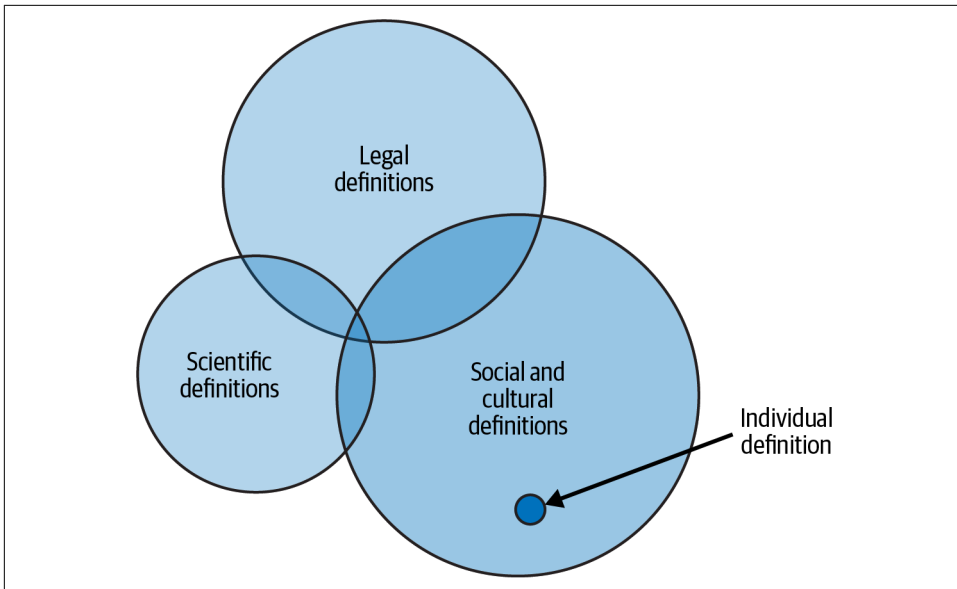 Legal
definitions
Scientific
definitions
Social and
cultural
definitions
Individual
definition